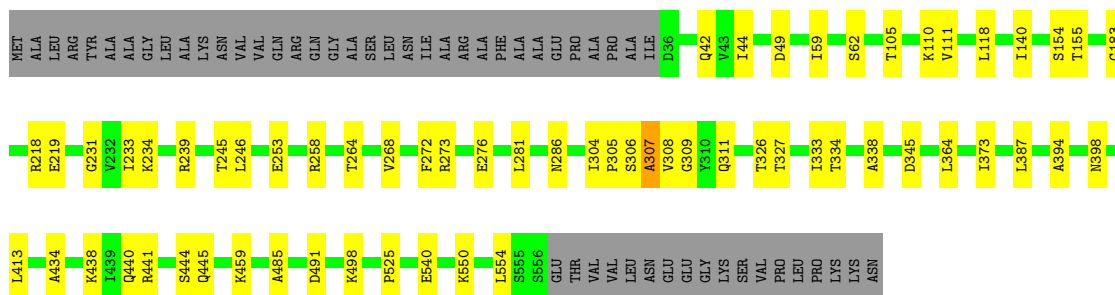 MET ALA LEU ARG TYR ALA ALA GLY LEU ALA LYS ASN VAL VAL GLN ARG GLN GLY ALA SER LEU ASN ILE ALA ARG ALA PHE ALA ALA GLU PRO ALA PRO ALA ILE D36 Q42 V43 I44 D49 I59 S62 T105 K110 V111 L118 I140 S154 T155 G183
R218 E219 G231 V232 I233 K234 R239 T245 L246 E253 R258 T264 V268 F272 R273 E276 L281 N286 I304 P305 S306 A307 V308 G309 Y310 Q311 T326 T327 I333 T334 A338 D345 L364 I373 L387 A394 N398
L413 A434 K438 I439 Q440 R441 S444 Q445 K459 A485 D491 K498 P525 E540 K550 L554 S555 S556 GLU THR VAL VAL LEU ASN GLU GLU GLY LYS SER VAL PRO LEU PRO LYS LYS ASN